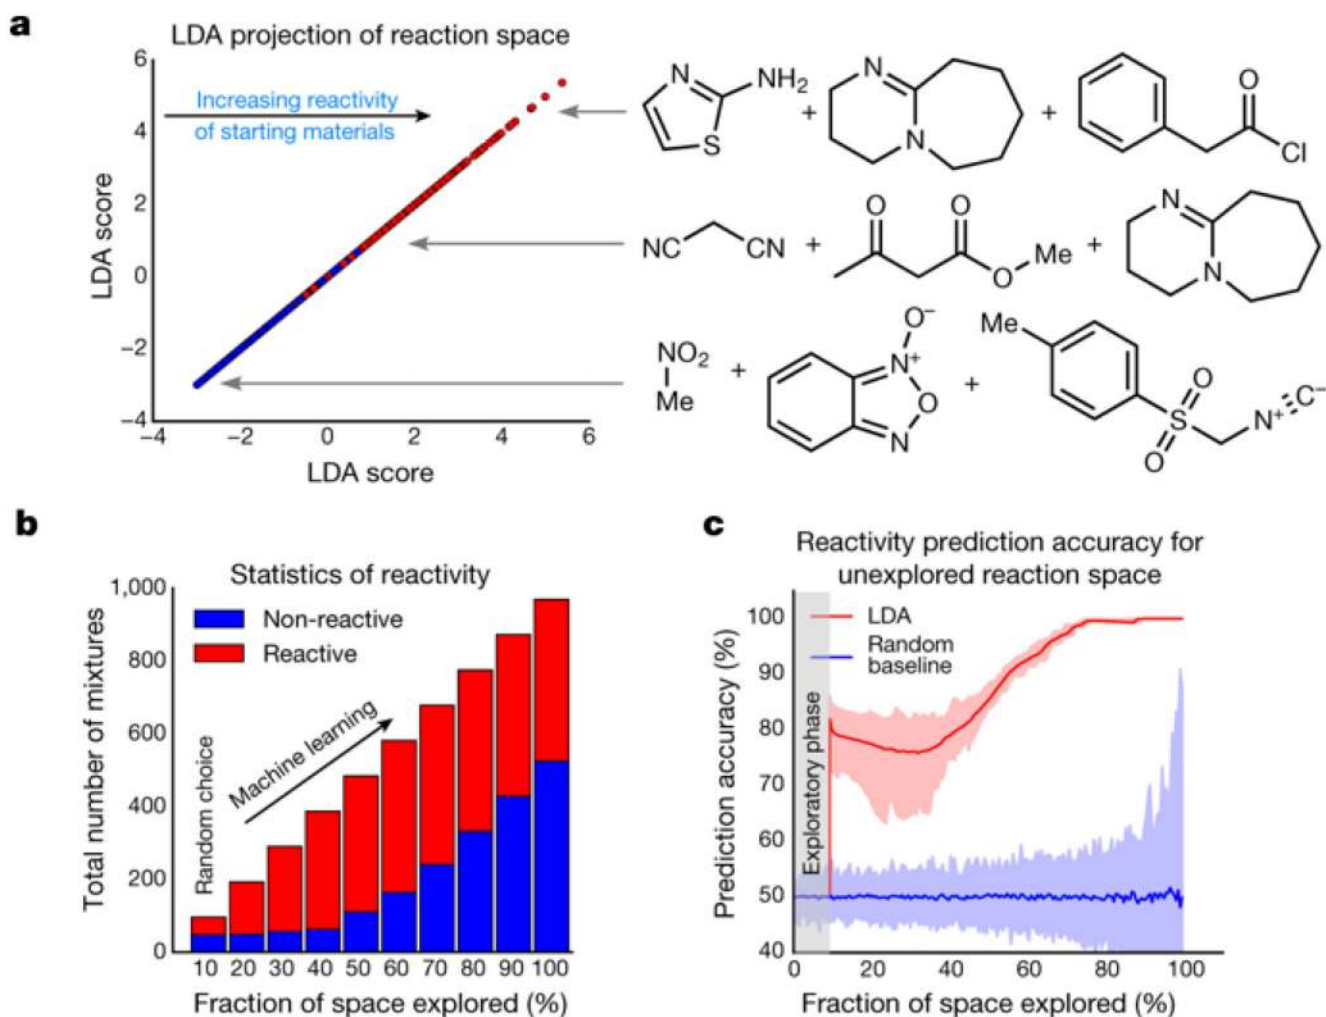 a
LDA projection of reaction space
Increasing reactivity
of starting materials
LDA score
6
4
2
0
−2
−4
−4
−2
0
2
4
6
LDA score
N
NH2
S
+
N
N
+
O
Cl
NC
CN
+
O
O
O
Me
+
N
N
NO2
Me
+
O−
N+
O
N
+
Me
O
S
O
N+
C−
b
Statistics of reactivity
Non-reactive
Reactive
Total number of mixtures
1,000
800
600
400
200
0
Random choice
Machine learning
10 20 30 40 50 60 70 80 90 100
Fraction of space explored (%)
c
Reactivity prediction accuracy for
unexplored reaction space
LDA
Random
baseline
Exploratory phase
Prediction accuracy (%)
100
90
80
70
60
50
40
0 20 40 60 80 100
Fraction of space explored (%)